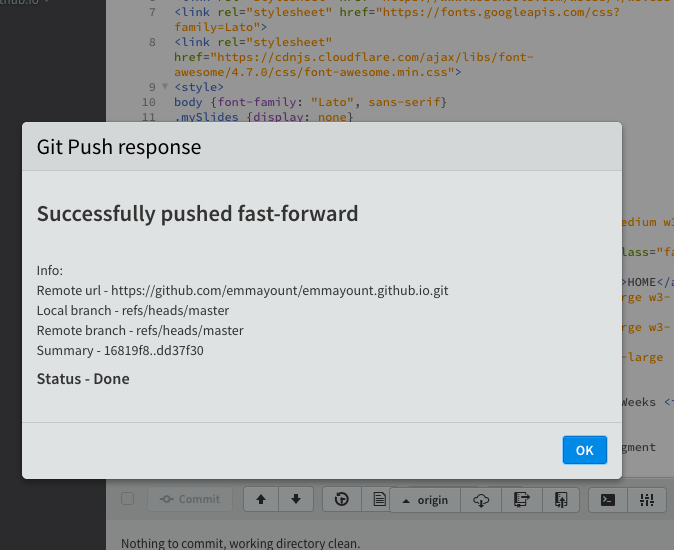 7 <link rel="stylesheet" href="https://fonts.googleapis.com/css?
family=Lato">
8 <link rel="stylesheet"
href="https://cdnjs.cloudflare.com/ajax/libs/font-
awesome/4.7.0/css/font-awesome.min.css">
9 <style>
10 body {font-family: "Lato", sans-serif}
11 .mySlides {display: none}
Git Push response
Successfully pushed fast-forward
Info:
Remote url - https://github.com/emmayount/emmayount.github.io.git
Local branch - refs/heads/master
Remote branch - refs/heads/master
Summary - 16819f8..dd37f30
Status - Done
OK
edium w3
lass="fa
>HOME</a
rge w3-
rge w3-
-large
Weeks <
gment
Commit
origin
Nothing to commit, working directory clean.